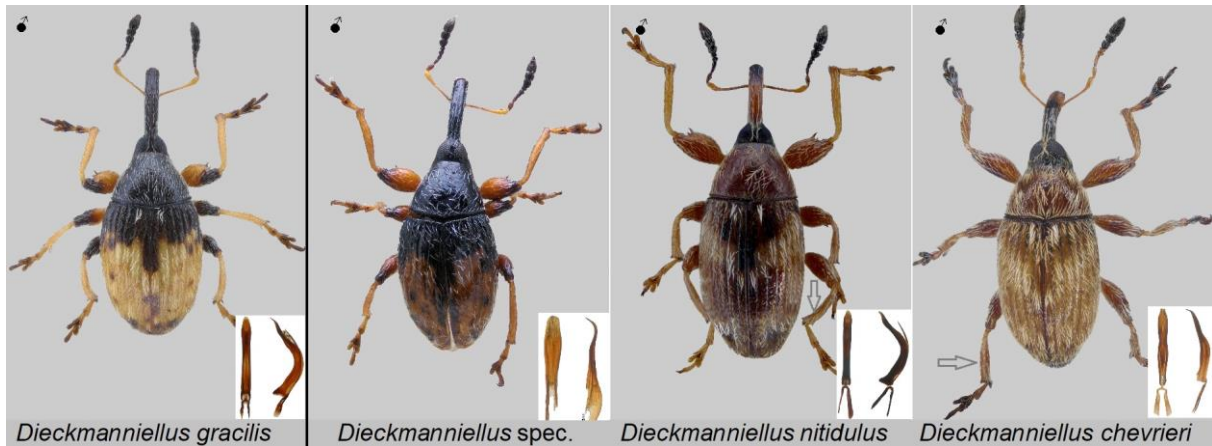 Dieckmanniellus gracilis
Dieckmanniellus spec.
Dieckmanniellus nitidulus
Dieckmanniellus chevrieri